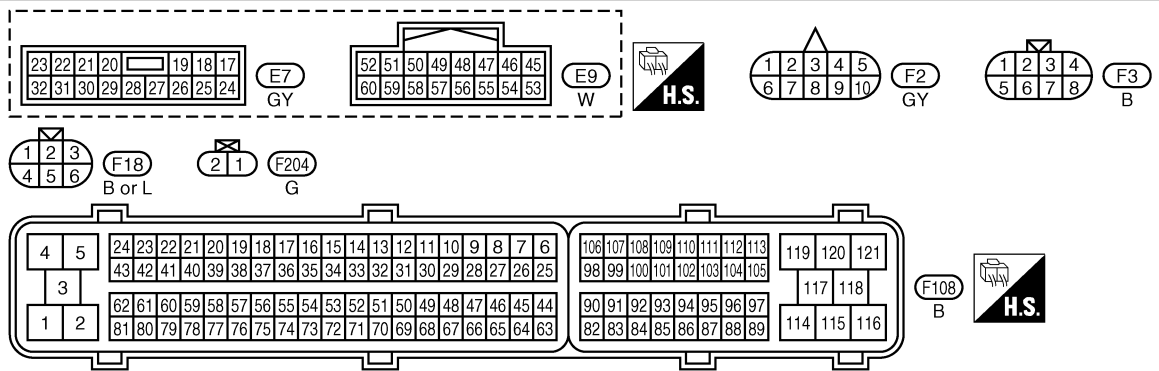 23 22 21 20 19 18 17
32 31 30 29 28 27 26 25 24
E7
GY
52 51 50 49 48 47 46 45
60 59 58 57 56 55 54 53
E9
W
H.S.
1 2 3 4 5
6 7 8 9 10
F2
GY
1 2 3 4
5 6 7 8
F3
B
1 2 3
4 5 6
F18
B or L
2 1
F204
G
4 5
3
1 2
24 23 22 21 20 19 18 17 16 15 14 13 12 11 10 9 8 7 6
43 42 41 40 39 38 37 36 35 34 33 32 31 30 29 28 27 26 25
62 61 60 59 58 57 56 55 54 53 52 51 50 49 48 47 46 45 44
81 80 79 78 77 76 75 74 73 72 71 70 69 68 67 66 65 64 63
106 107 108 109 110 111 112 113
98 99 100 101 102 103 104 105
90 91 92 93 94 95 96 97
82 83 84 85 86 87 88 89
119 120 121
117 118
114 115 116
F108
B
H.S.